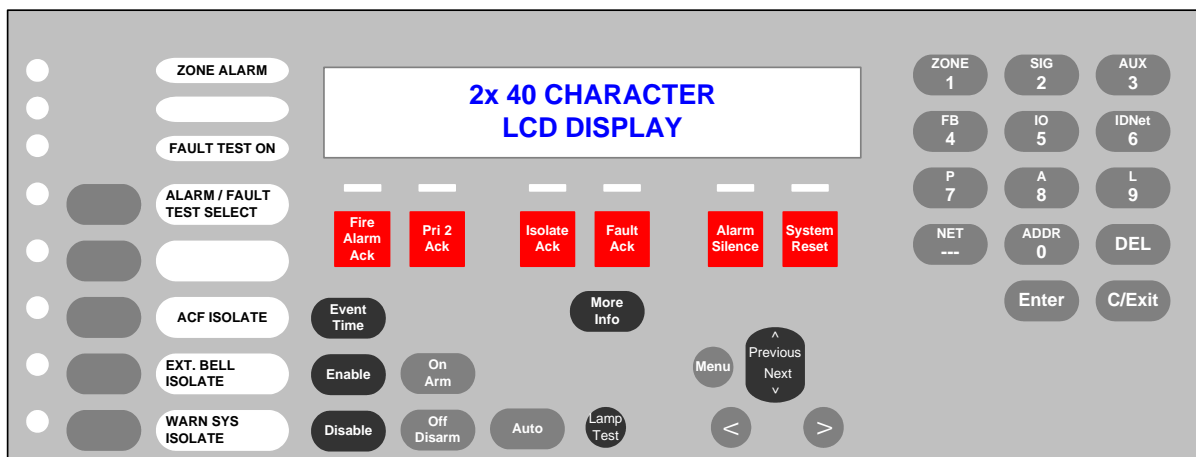 ZONE ALARM
FAULT TEST ON
ALARM / FAULT
TEST SELECT
ACF ISOLATE
EXT. BELL
ISOLATE
WARN SYS
ISOLATE
2x 40 CHARACTER
LCD DISPLAY
Fire
Alarm
Ack
Pri 2
Ack
Isolate
Ack
Fault
Ack
Alarm
Silence
System
Reset
Event
Time
More
Info
Enable
On
Arm
Menu
^
Previous
Next
v
Disable
Off
Disarm
Auto
Lamp
Test
<
>
ZONE
1
SIG
2
AUX
3
FB
4
IO
5
IDNet
6
P
7
A
8
L
9
NET
---
ADDR
0
DEL
Enter
C/Exit